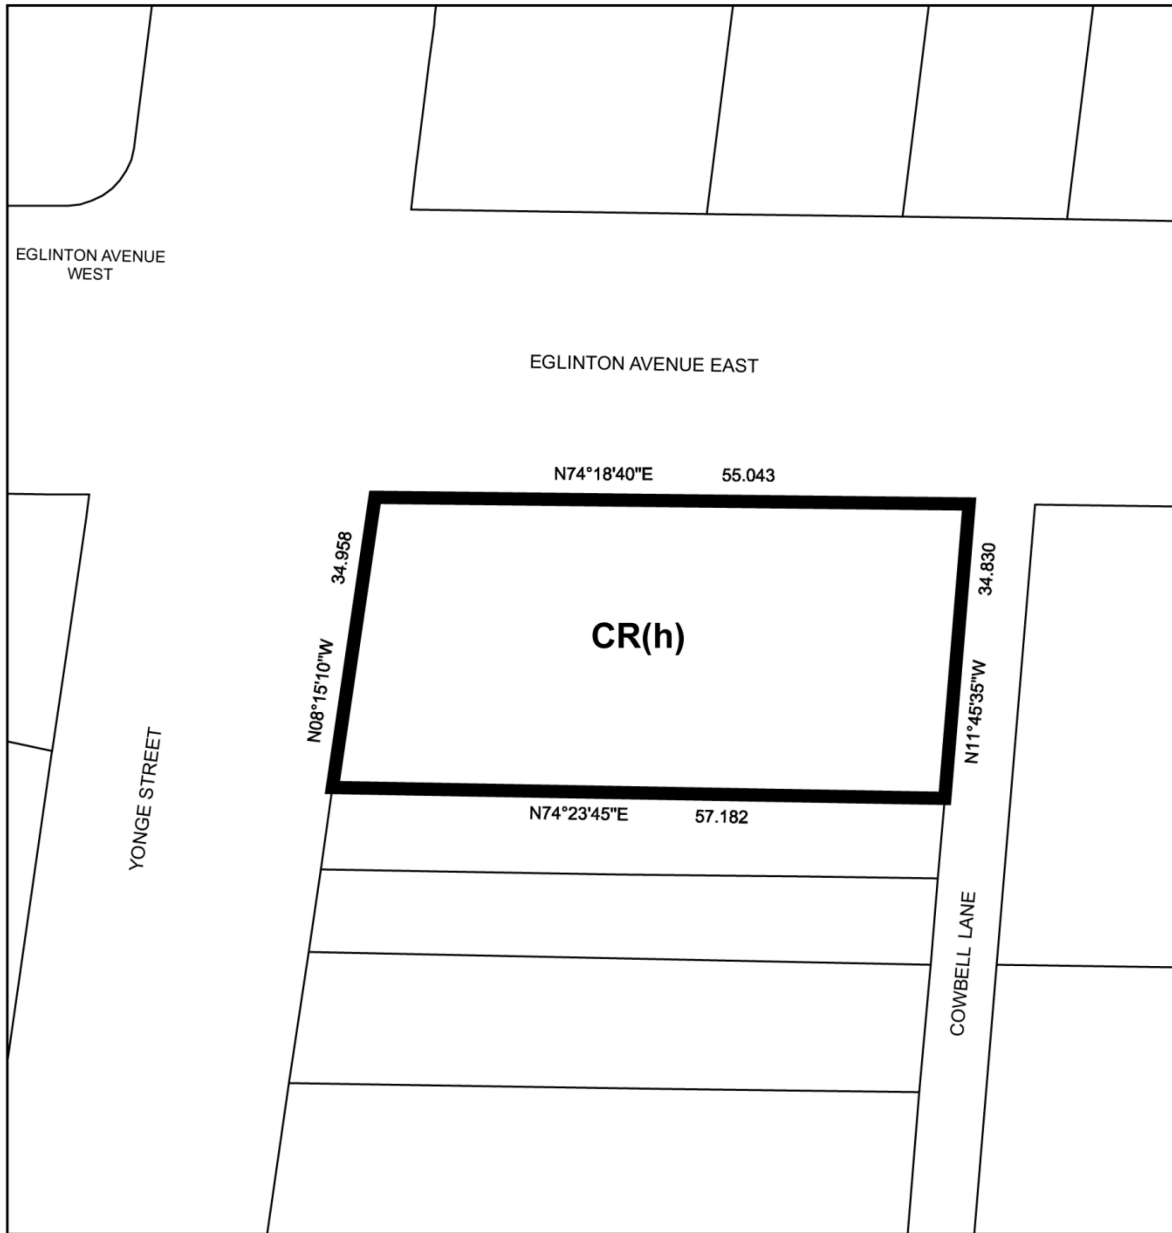 EGLINTON AVENUE
WEST
EGLINTON AVENUE EAST
N74°18'40"E 55.043
34.958
34.830
CR(h)
N08°15'10"W
N11°45'35"W
N74°23'45"E 57.182
YONGE STREET
COWBELL LANE